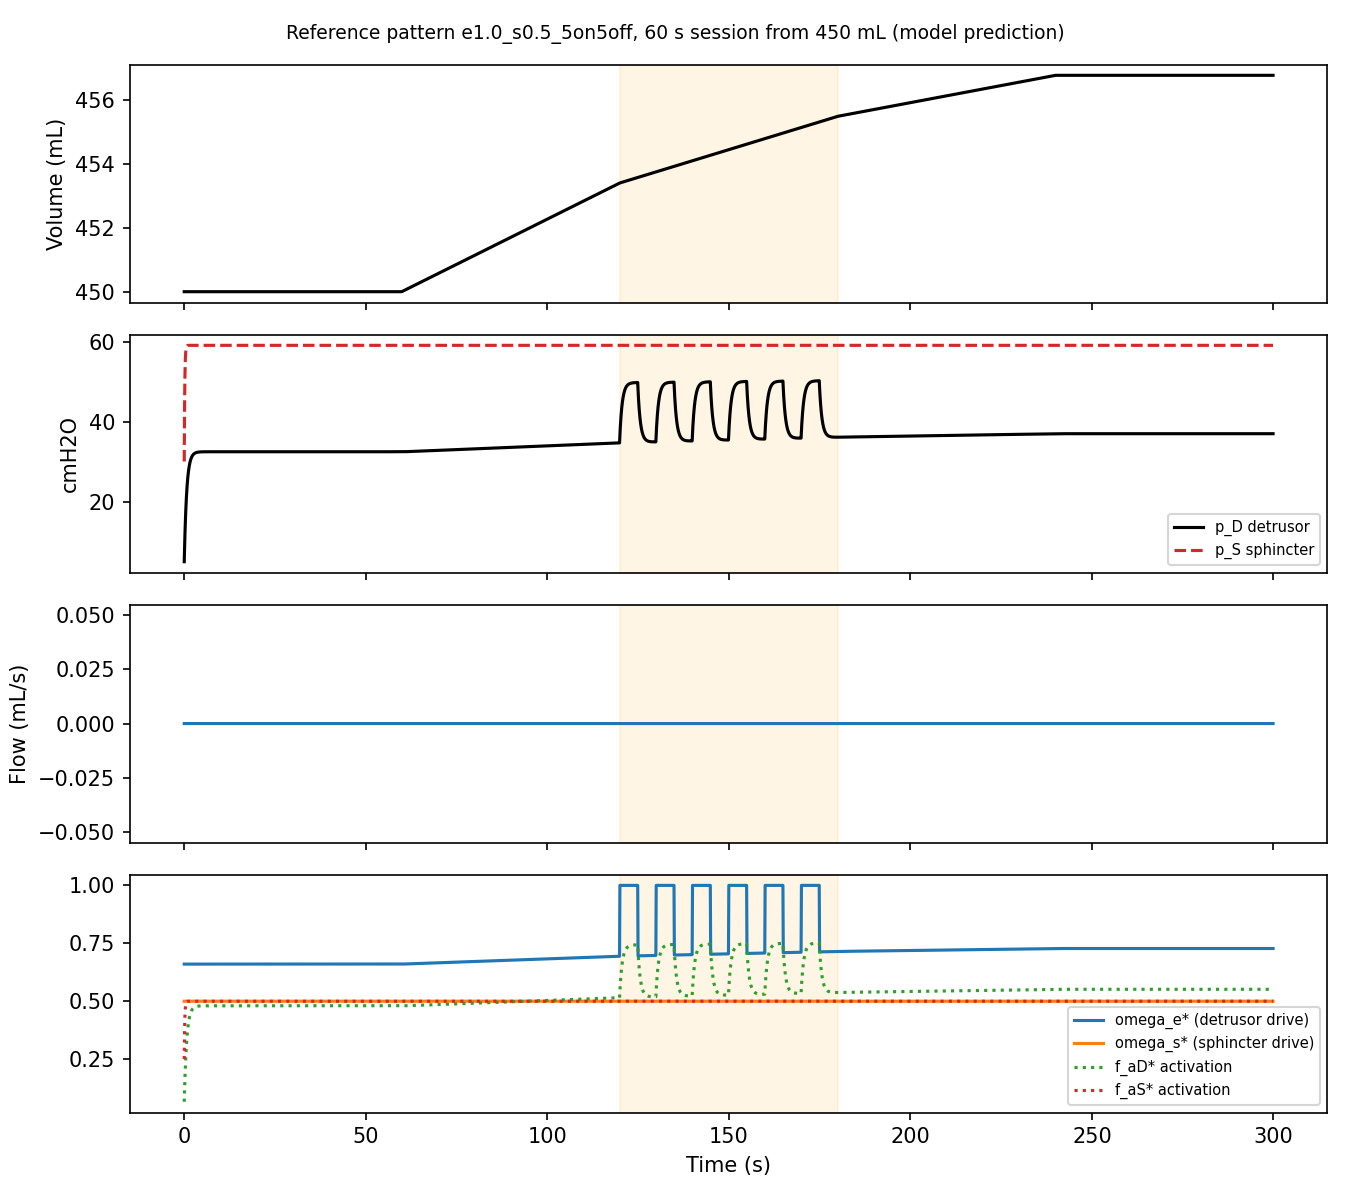 Reference pattern e1.0_s0.5_5on5off, 60 s session from 450 mL (model prediction)
Volume (mL)
456
454
452
450
cmH2O
60
40
20
p_D detrusor
p_S sphincter
Flow (mL/s)
0.050
0.025
0.000
−0.025
−0.050
1.00
0.75
0.50
0.25
omega_e* (detrusor drive)
omega_s* (sphincter drive)
f_aD* activation
f_aS* activation
0 50 100 150 200 250 300
Time (s)